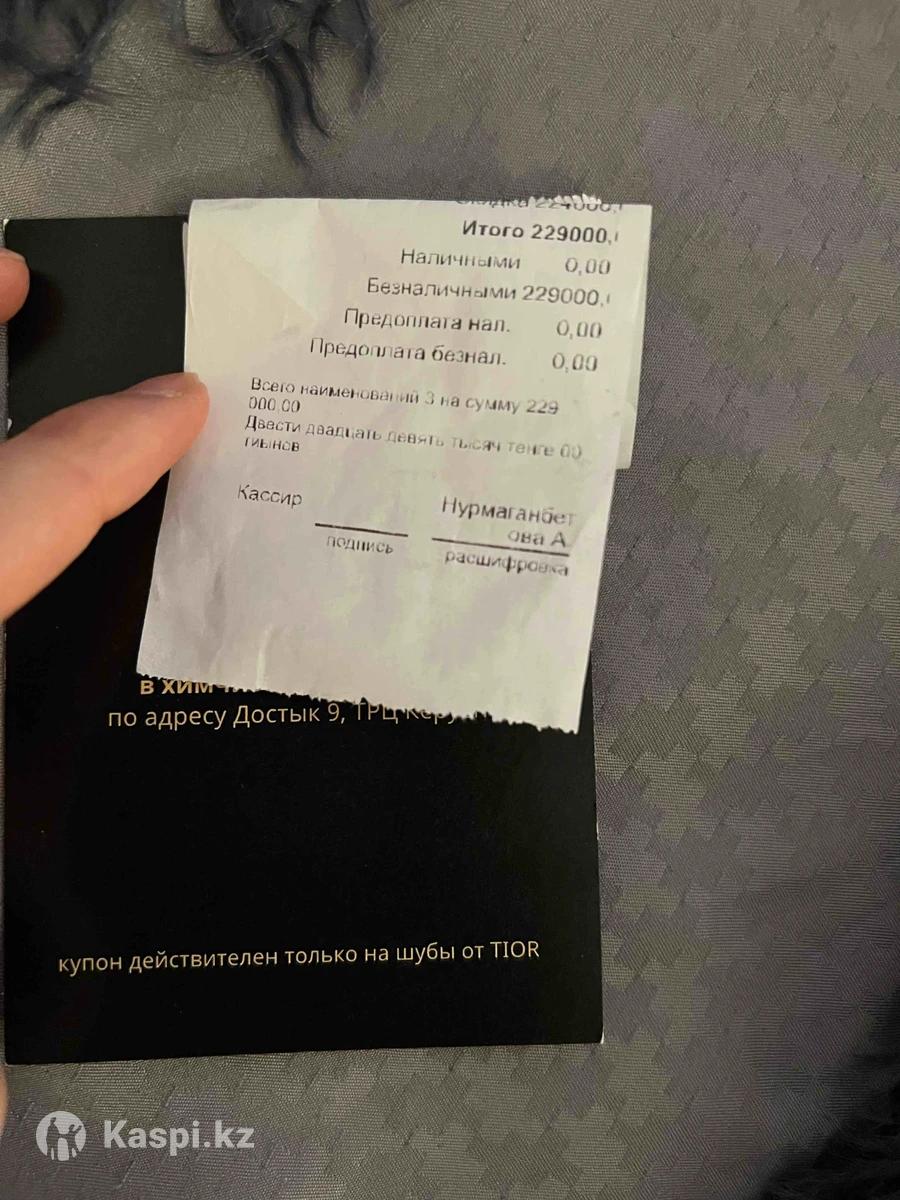 Скидка 224000,
Итого 229000,
Наличными 0,00
Безналичными 229000,
Предоплата нал. 0,00
Предоплата безнал. 0,00
Всего наименований 3 на сумму 229
000,00
Двести двадцать девять тысяч тенге 00
тиынов
Кассир
Нурмаганбет
ова А
подпись
расшифровка
в
по адресу Достык 9, ТРЦ
купон действителен только на шубы от TIOR
Kaspi.kz